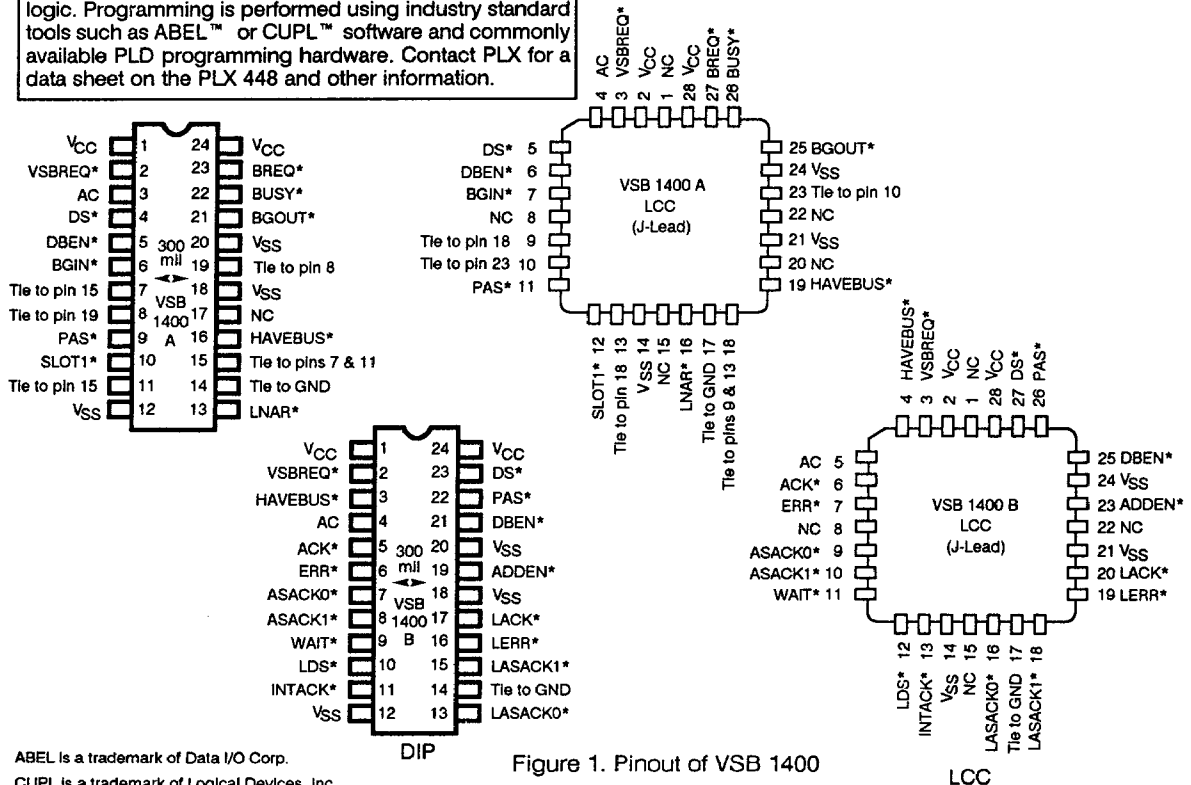 logic. Programming is performed using industry standard
tools such as ABEL™ or CUPL™ software and commonly
available PLD programming hardware. Contact PLX for a
data sheet on the PLX 448 and other information.
VCC 1 24 VCC
VSBREQ* 2 23 BREQ*
AC 3 22 BUSY*
DS* 4 21 BGOUT*
DBEN* 5 20 VSS
BGIN* 6 19 Tie to pin 8
Tie to pin 15 7 18 VSS
Tie to pin 19 8 17 NC
PAS* 9 16 HAVEBUS*
SLOT1* 10 15 Tie to pins 7 & 11
Tie to pin 15 11 14 Tie to GND
VSS 12 13 LNAR*
300
mil
VSB
1400
A
4 AC
3 VSBREQ*
2 VCC
1 NC
28 VCC
27 BREQ*
26 BUSY*
DS* 5
DBEN* 6
BGIN* 7
NC 8
Tie to pin 18 9
Tie to pin 23 10
PAS* 11
VSB 1400 A
LCC
(J-Lead)
25 BGOUT*
24 VSS
23 Tie to pin 10
22 NC
21 VSS
20 NC
19 HAVEBUS*
SLOT1* 12
Tie to pin 18 13
VSS 14
NC 15
LNAR* 16
Tie to GND 17
Tie to pins 9 & 13 18
VCC 1 24 VCC
VSBREQ* 2 23 DS*
HAVEBUS* 3 22 PAS*
AC 4 21 DBEN*
ACK* 5 20 VSS
ERR* 6 19 ADDEN*
ASACK0* 7 18 VSS
ASACK1* 8 17 LACK*
WAIT* 9 16 LERR*
LDS* 10 15 LASACK1*
INTACK* 11 14 Tie to GND
VSS 12 13 LASACK0*
300
mil
VSB
1400
B
DIP
4 HAVEBUS*
3 VSBREQ*
2 VCC
1 NC
28 VCC
27 DS*
26 PAS*
AC 5
ACK* 6
ERR* 7
NC 8
ASACK0* 9
ASACK1* 10
WAIT* 11
VSB 1400 B
LCC
(J-Lead)
25 DBEN*
24 VSS
23 ADDEN*
22 NC
21 VSS
20 LACK*
19 LERR*
LDS* 12
INTACK* 13
VSS 14
NC 15
LASACK0* 16
Tie to GND 17
LASACK1* 18
LCC
ABEL is a trademark of Data I/O Corp.
CUPL is a trademark of Logical Devices, Inc.
Figure 1. Pinout of VSB 1400